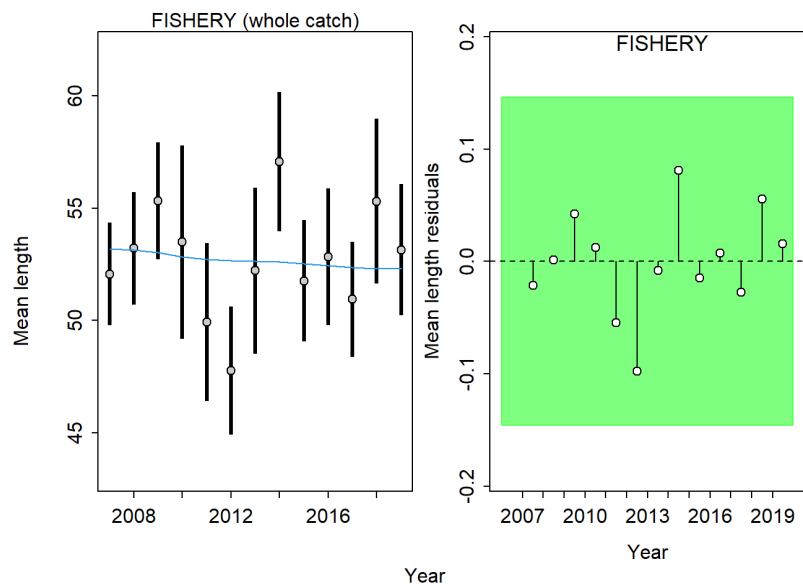 FISHERY (whole catch)
Mean length
60
55
50
45
2008 2012 2016
FISHERY
Mean length residuals
0.2
0.1
0.0
-0.1
-0.2
2007 2010 2013 2016 2019
Year
Year